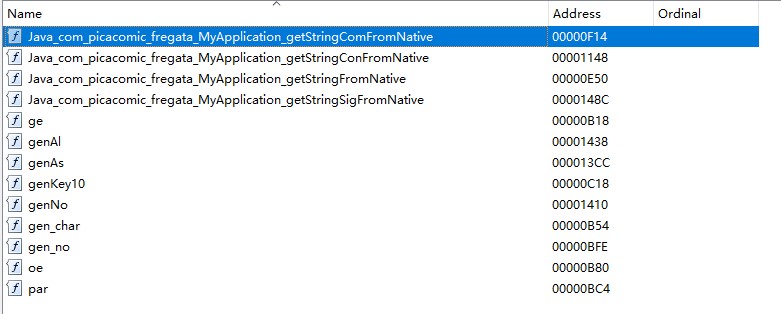 Name Address Ordinal
Java_com_picacomic_fregata_MyApplication_getStringComFromNative 00000F14
Java_com_picacomic_fregata_MyApplication_getStringConFromNative 00001148
Java_com_picacomic_fregata_MyApplication_getStringFromNative 00000E50
Java_com_picacomic_fregata_MyApplication_getStringSigFromNative 0000148C
ge 00000B18
genAl 00001438
genAs 000013CC
genKey10 00000C18
genNo 00001410
gen_char 00000B54
gen_no 00000BFE
oe 00000B80
par 00000BC4